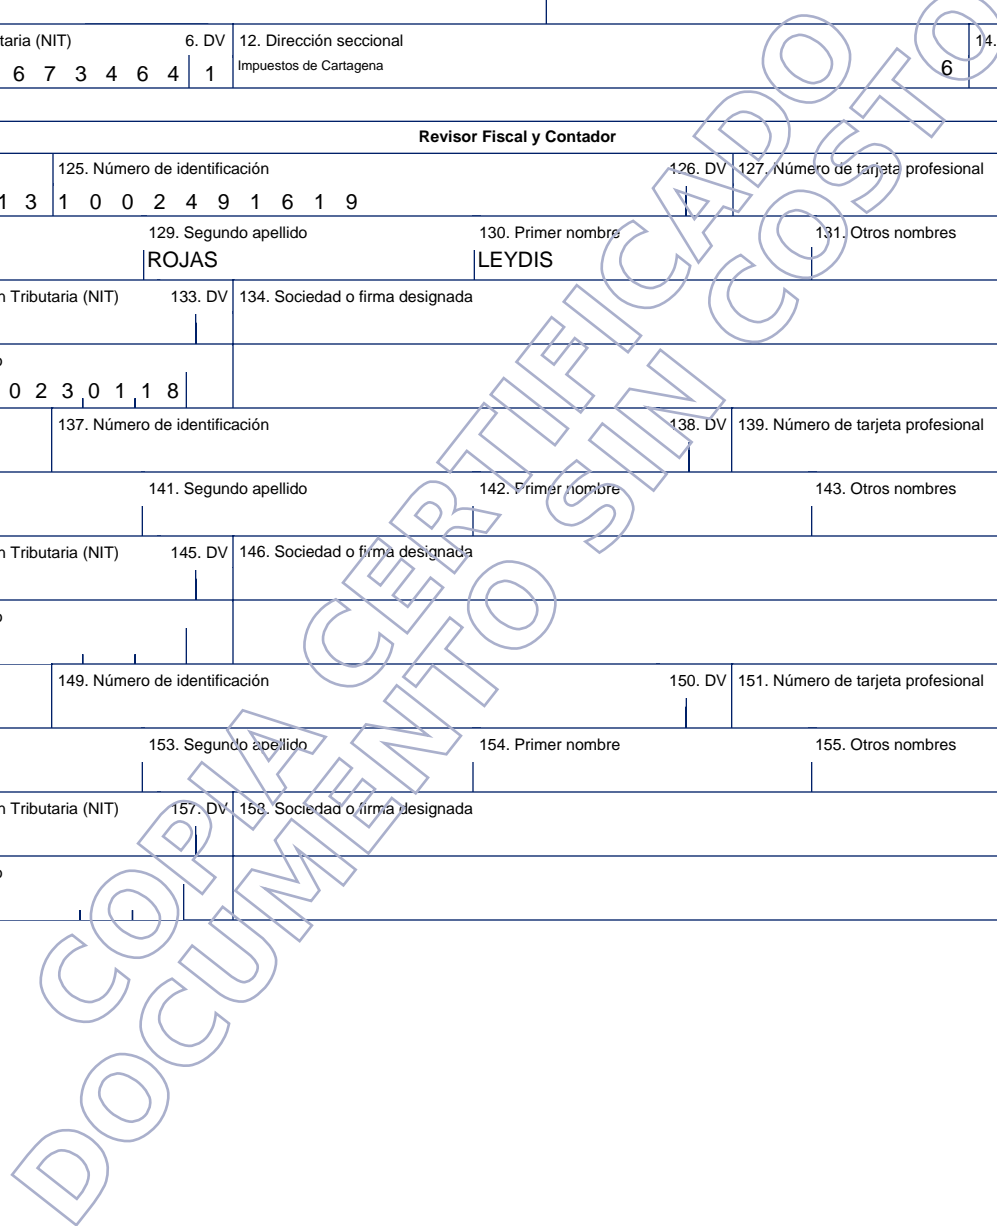 taria (NIT) 6. DV 12. Dirección seccional 14.
6 7 3 4 6 4 1 Impuestos de Cartagena 6
Revisor Fiscal y Contador
125. Número de identificación 126. DV 127. Número de tarjeta profesional
1 3 1 0 0 2 4 9 1 6 1 9
129. Segundo apellido 130. Primer nombre 131. Otros nombres
ROJAS LEYDIS
n Tributaria (NIT) 133. DV 134. Sociedad o firma designada
o
0 2 3 0 1 1 8
137. Número de identificación 138. DV 139. Número de tarjeta profesional
141. Segundo apellido 142. Primer nombre 143. Otros nombres
n Tributaria (NIT) 145. DV 146. Sociedad o firma designada
o
149. Número de identificación 150. DV 151. Número de tarjeta profesional
153. Segundo apellido 154. Primer nombre 155. Otros nombres
n Tributaria (NIT) 157. DV 158. Sociedad o firma designada
o
COPIA CERTIFICADO
DOCUMENTO SIN COSTO